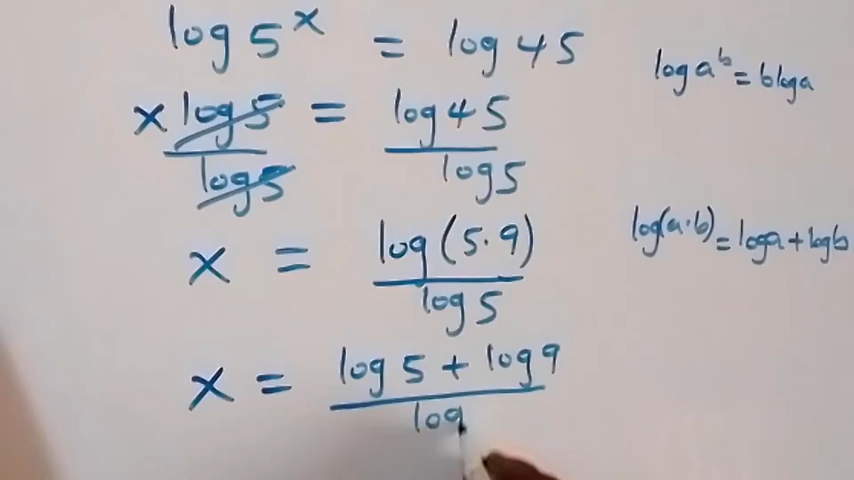 log 5^x = log 45
log a^b = b log a
x log 5 / log 5 = log 45 / log 5
x = log(5·9) / log 5
log(a·b) = log a + log b
x = log 5 + log 9 / log